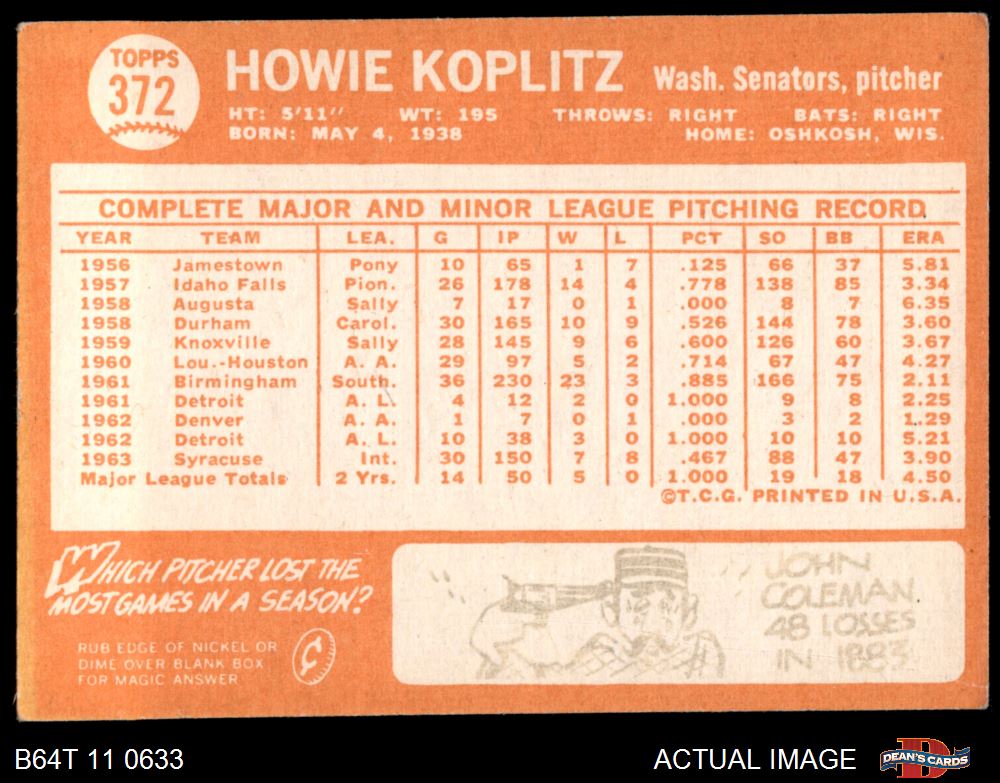 TOPPS
372
HOWIE KOPLITZ Wash. Senators, pitcher
HT: 5'11" WT: 195 THROWS: RIGHT BATS: RIGHT
BORN: MAY 4, 1938 HOME: OSHKOSH, WIS.
COMPLETE MAJOR AND MINOR LEAGUE PITCHING RECORD
YEAR TEAM LEA. G IP W L PCT SO BB ERA
1956 Jamestown Pony 10 65 1 7 .125 66 37 5.81
1957 Idaho Falls Pion. 26 178 14 4 .778 138 85 3.34
1958 Augusta Sally 7 17 0 1 .000 8 7 6.35
1958 Durham Carol. 30 165 10 9 .526 144 78 3.60
1959 Knoxville Sally 28 145 9 6 .600 126 60 3.67
1960 Lou.-Houston A. A. 29 97 5 2 .714 67 47 4.27
1961 Birmingham South. 36 230 23 3 .885 166 75 2.11
1961 Detroit A. L. 4 12 2 0 1.000 9 8 2.25
1962 Denver A. A. 1 7 0 1 .000 3 2 1.29
1962 Detroit A. L. 10 38 3 0 1.000 10 10 5.21
1963 Syracuse Int. 30 150 7 8 .467 88 47 3.90
Major League Totals 2 Yrs. 14 50 5 0 1.000 19 18 4.50
©T.C.G. PRINTED IN U.S.A.
WHICH PITCHER LOST THE
MOST GAMES IN A SEASON?
RUB EDGE OF NICKEL OR
DIME OVER BLANK BOX
FOR MAGIC ANSWER
¢
JOHN
COLEMAN
48 LOSSES
IN 1883
B64T 11 0633 ACTUAL IMAGE
D
DEAN'S CARDS